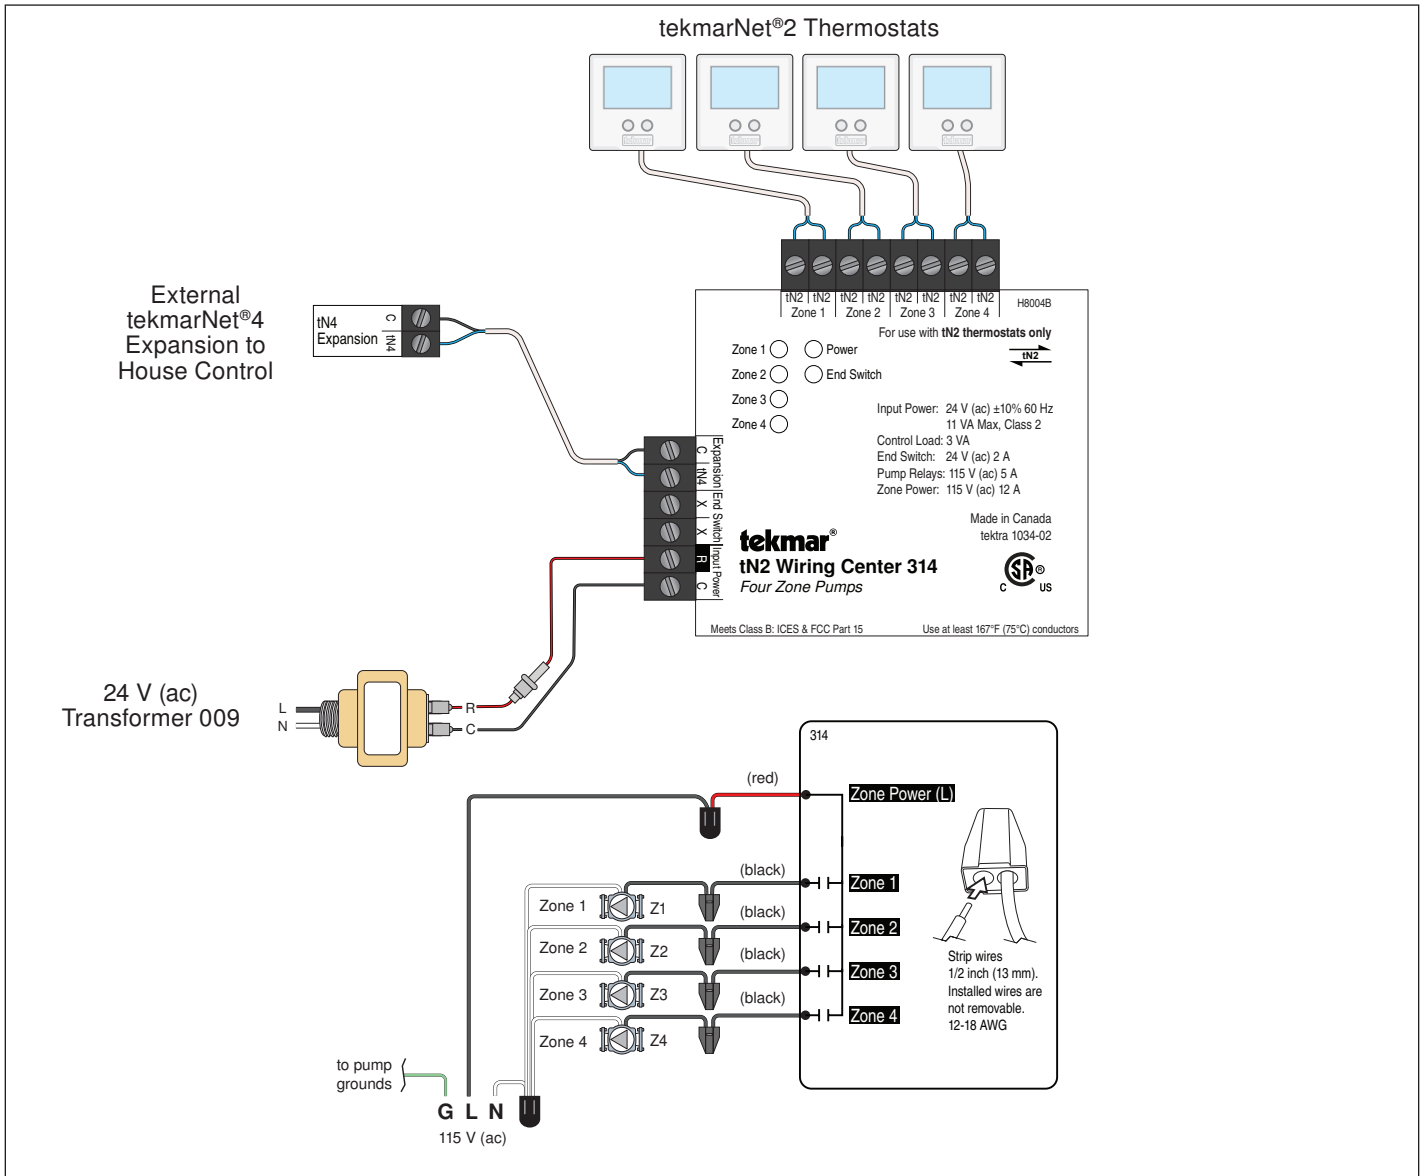 tekmarNet®2 Thermostats
tekmar tekmar tekmar tekmar
External
tekmarNet®4
Expansion to
House Control
tN4
Expansion
C
tN4
tN2 tN2 tN2 tN2 tN2 tN2 tN2 tN2
Zone 1 Zone 2 Zone 3 Zone 4
H8004B
For use with tN2 thermostats only
tN2
Zone 1 Power
Zone 2 End Switch
Zone 3
Zone 4
Input Power: 24 V (ac) ±10% 60 Hz
11 VA Max, Class 2
Control Load: 3 VA
End Switch: 24 V (ac) 2 A
Pump Relays: 115 V (ac) 5 A
Zone Power: 115 V (ac) 12 A
Made in Canada
tektra 1034-02
C SA ® US
C tN4 X X R C
Expansion End Switch Input Power
tekmar®
tN2 Wiring Center 314
Four Zone Pumps
Meets Class B: ICES & FCC Part 15
Use at least 167°F (75°C) conductors
24 V (ac)
Transformer 009
L
N
R
C
314
(red)
Zone Power (L)
(black)
Zone 1
Zone 1 Z1
(black)
Zone 2
Zone 2 Z2
(black)
Zone 3
Zone 3 Z3
(black)
Zone 4
Zone 4 Z4
Strip wires
1/2 inch (13 mm).
Installed wires are
not removable.
12-18 AWG
to pump
grounds
G L N
115 V (ac)